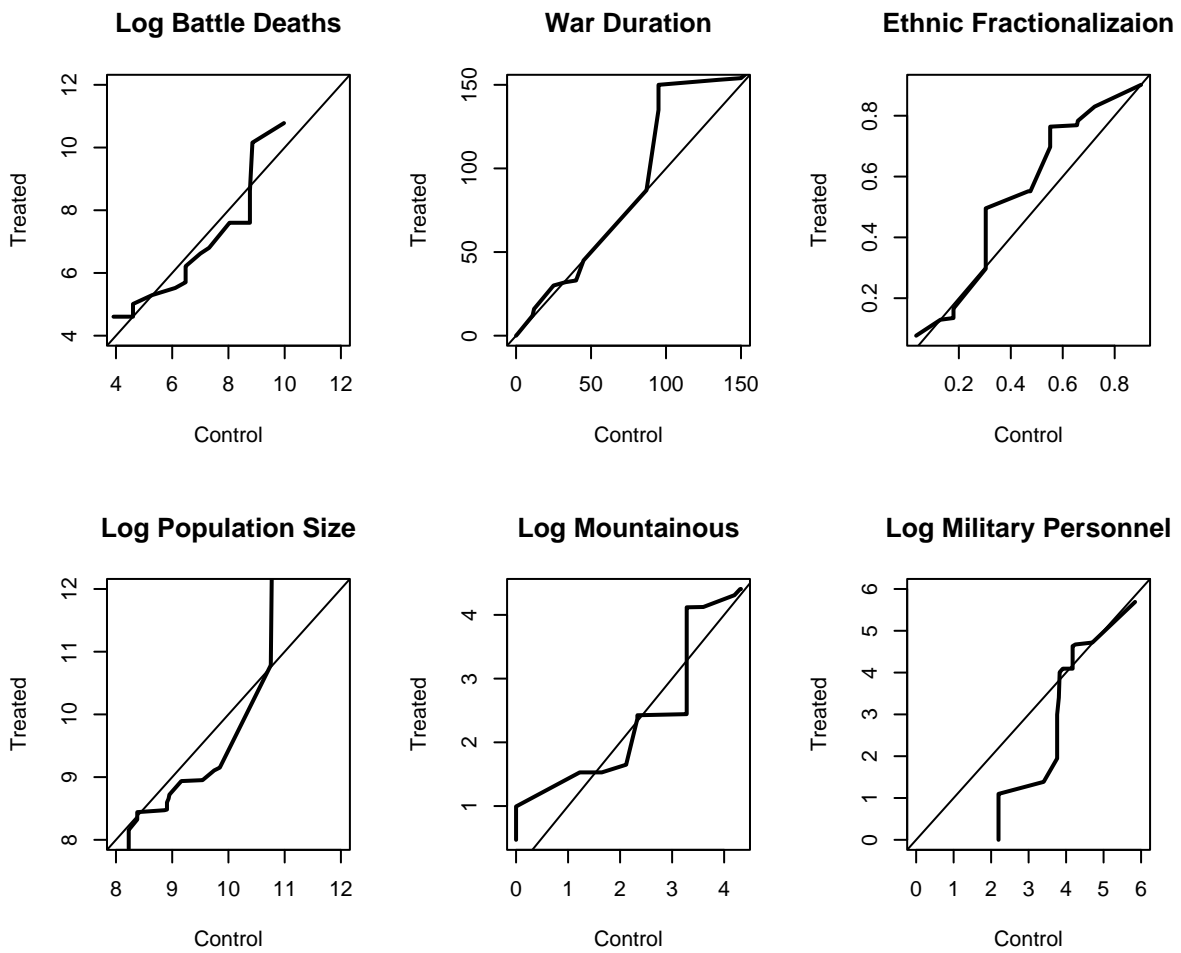 Log Battle Deaths
Treated
4 6 8 10 12
4 6 8 10 12
Control
War Duration
Treated
0 50 100 150
0 50 100 150
Control
Ethnic Fractionalizaion
Treated
0.2 0.4 0.6 0.8
0.2 0.4 0.6 0.8
Control
Log Population Size
Treated
8 9 10 11 12
8 9 10 11 12
Control
Log Mountainous
Treated
1 2 3 4
0 1 2 3 4
Control
Log Military Personnel
Treated
0 1 2 3 4 5 6
0 1 2 3 4 5 6
Control